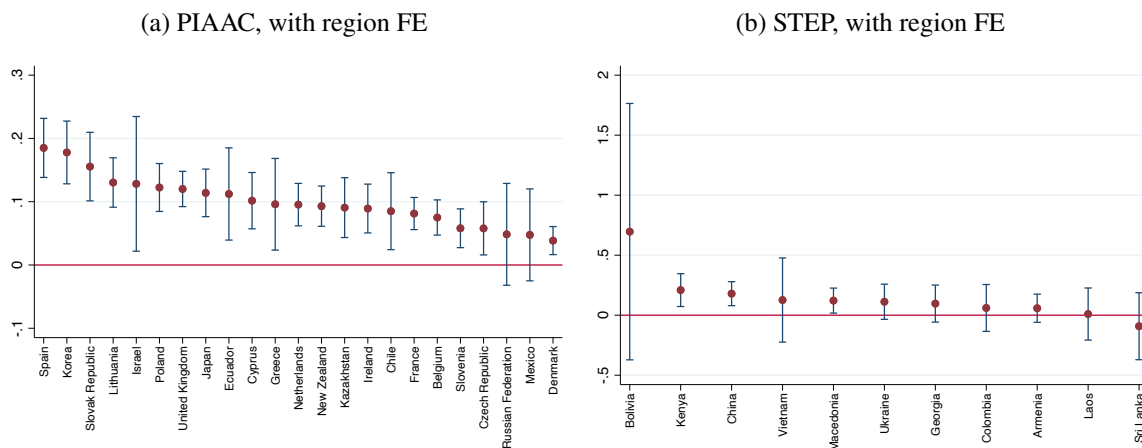 (a) PIAAC, with region FE
.3
.2
.1
0
-.1
Spain
Korea
Slovak Republic
Lithuania
Israel
Poland
United Kingdom
Japan
Ecuador
Cyprus
Greece
Netherlands
New Zealand
Kazakhstan
Ireland
Chile
France
Belgium
Slovenia
Czech Republic
Russian Federation
Mexico
Denmark
(b) STEP, with region FE
2
1.5
1
.5
0
-.5
Bolivia
Kenya
China
Vietnam
Macedonia
Ukraine
Georgia
Colombia
Armenia
Laos
Sri Lanka